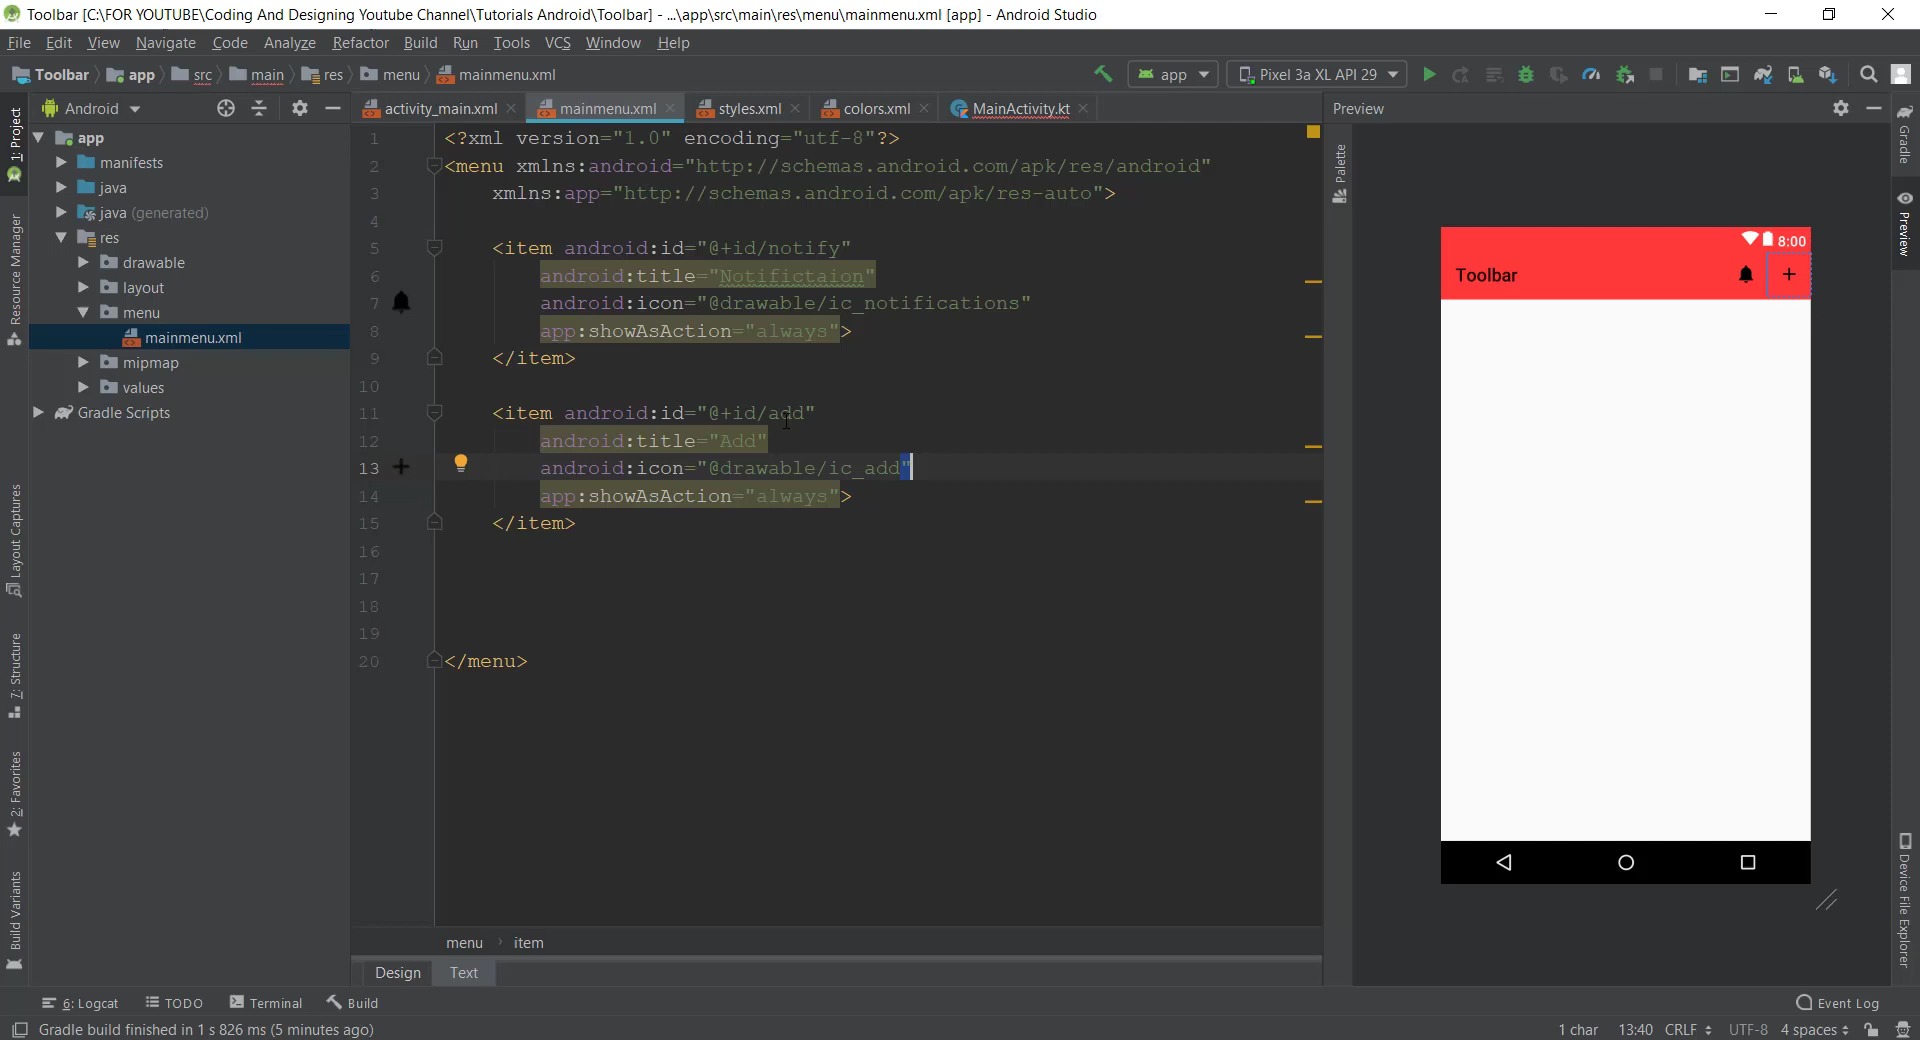 Toolbar [C:\FOR YOUTUBE\Coding And Designing Youtube Channel\Tutorials Android\Toolbar] - ...\app\src\main\res\menu\mainmenu.xml [app] - Android Studio
File Edit View Navigate Code Analyze Refactor Build Run Tools VCS Window Help
Toolbar app src main res menu mainmenu.xml app Pixel 3a XL API 29
Android activity_main.xml mainmenu.xml styles.xml colors.xml MainActivity.kt Preview
1: Project
Resource Manager
Layout Captures
7: Structure
2: Favorites
Build Variants
app
manifests
java
java (generated)
res
drawable
layout
menu
mainmenu.xml
mipmap
values
Gradle Scripts
1 <?xml version="1.0" encoding="utf-8"?>
2 <menu xmlns:android="http://schemas.android.com/apk/res/android"
3 xmlns:app="http://schemas.android.com/apk/res-auto">
4
5 <item android:id="@+id/notify"
6 android:title="Notifictaion"
7 android:icon="@drawable/ic_notifications"
8 app:showAsAction="always">
9 </item>
10
11 <item android:id="@+id/add"
12 android:title="Add"
13 android:icon="@drawable/ic_add"
14 app:showAsAction="always">
15 </item>
16
17
18
19
20 </menu>
menu item
Design Text
Palette
8:00
Toolbar
Gradle
Preview
Device File Explorer
6: Logcat TODO Terminal Build Event Log
Gradle build finished in 1 s 826 ms (5 minutes ago) 1 char 13:40 CRLF UTF-8 4 spaces